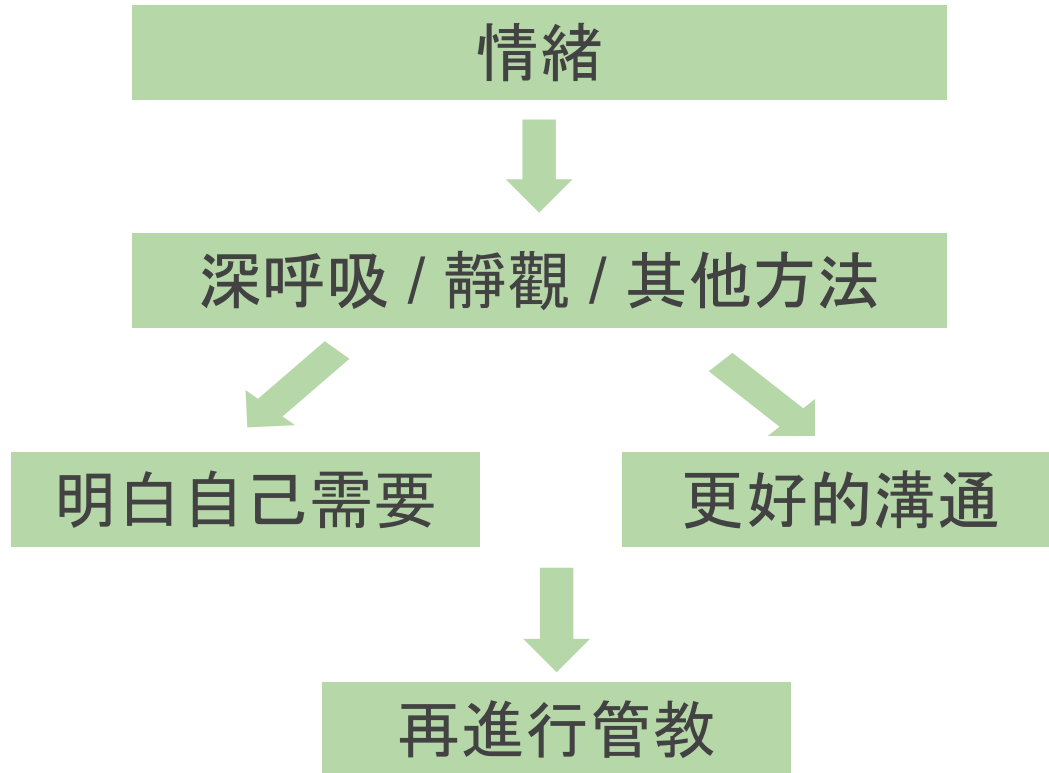 情緒
深呼吸 / 靜觀 / 其他方法
明白自己需要
更好的溝通
再進行管教